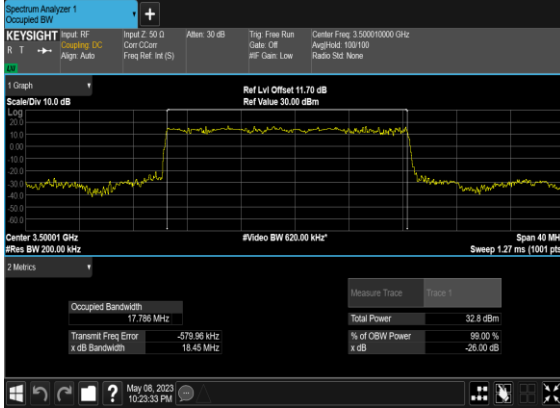 Spectrum Analyzer 1
Occupied BW
+
KEYSIGHT Input: RF Input Z: 50 Ω Atten: 30 dB Trig: Free Run Center Freq: 3.500010000 GHz
R T Coupling: DC Corr CCorr Gate: Off Avg|Hold: 100/100
Align: Auto Freq Ref: Int (S) #IF Gain: Low Radio Std: None
1 Graph
Ref Lvl Offset 11.70 dB
Scale/Div 10.0 dB Ref Value 30.00 dBm
Log
20.0
10.0
0.00
-10.0
-20.0
-30.0
-40.0
-50.0
-60.0
Center 3.50001 GHz #Video BW 620.00 kHz* Span 40 MH
#Res BW 200.00 kHz Sweep 1.27 ms (1001 pts
2 Metrics
Measure Trace Trace 1
Occupied Bandwidth
17.786 MHz Total Power 32.8 dBm
Transmit Freq Error -579.96 kHz % of OBW Power 99.00 %
x dB Bandwidth 18.45 MHz x dB -26.00 dB
?
May 08, 2023
10:23:33 PM